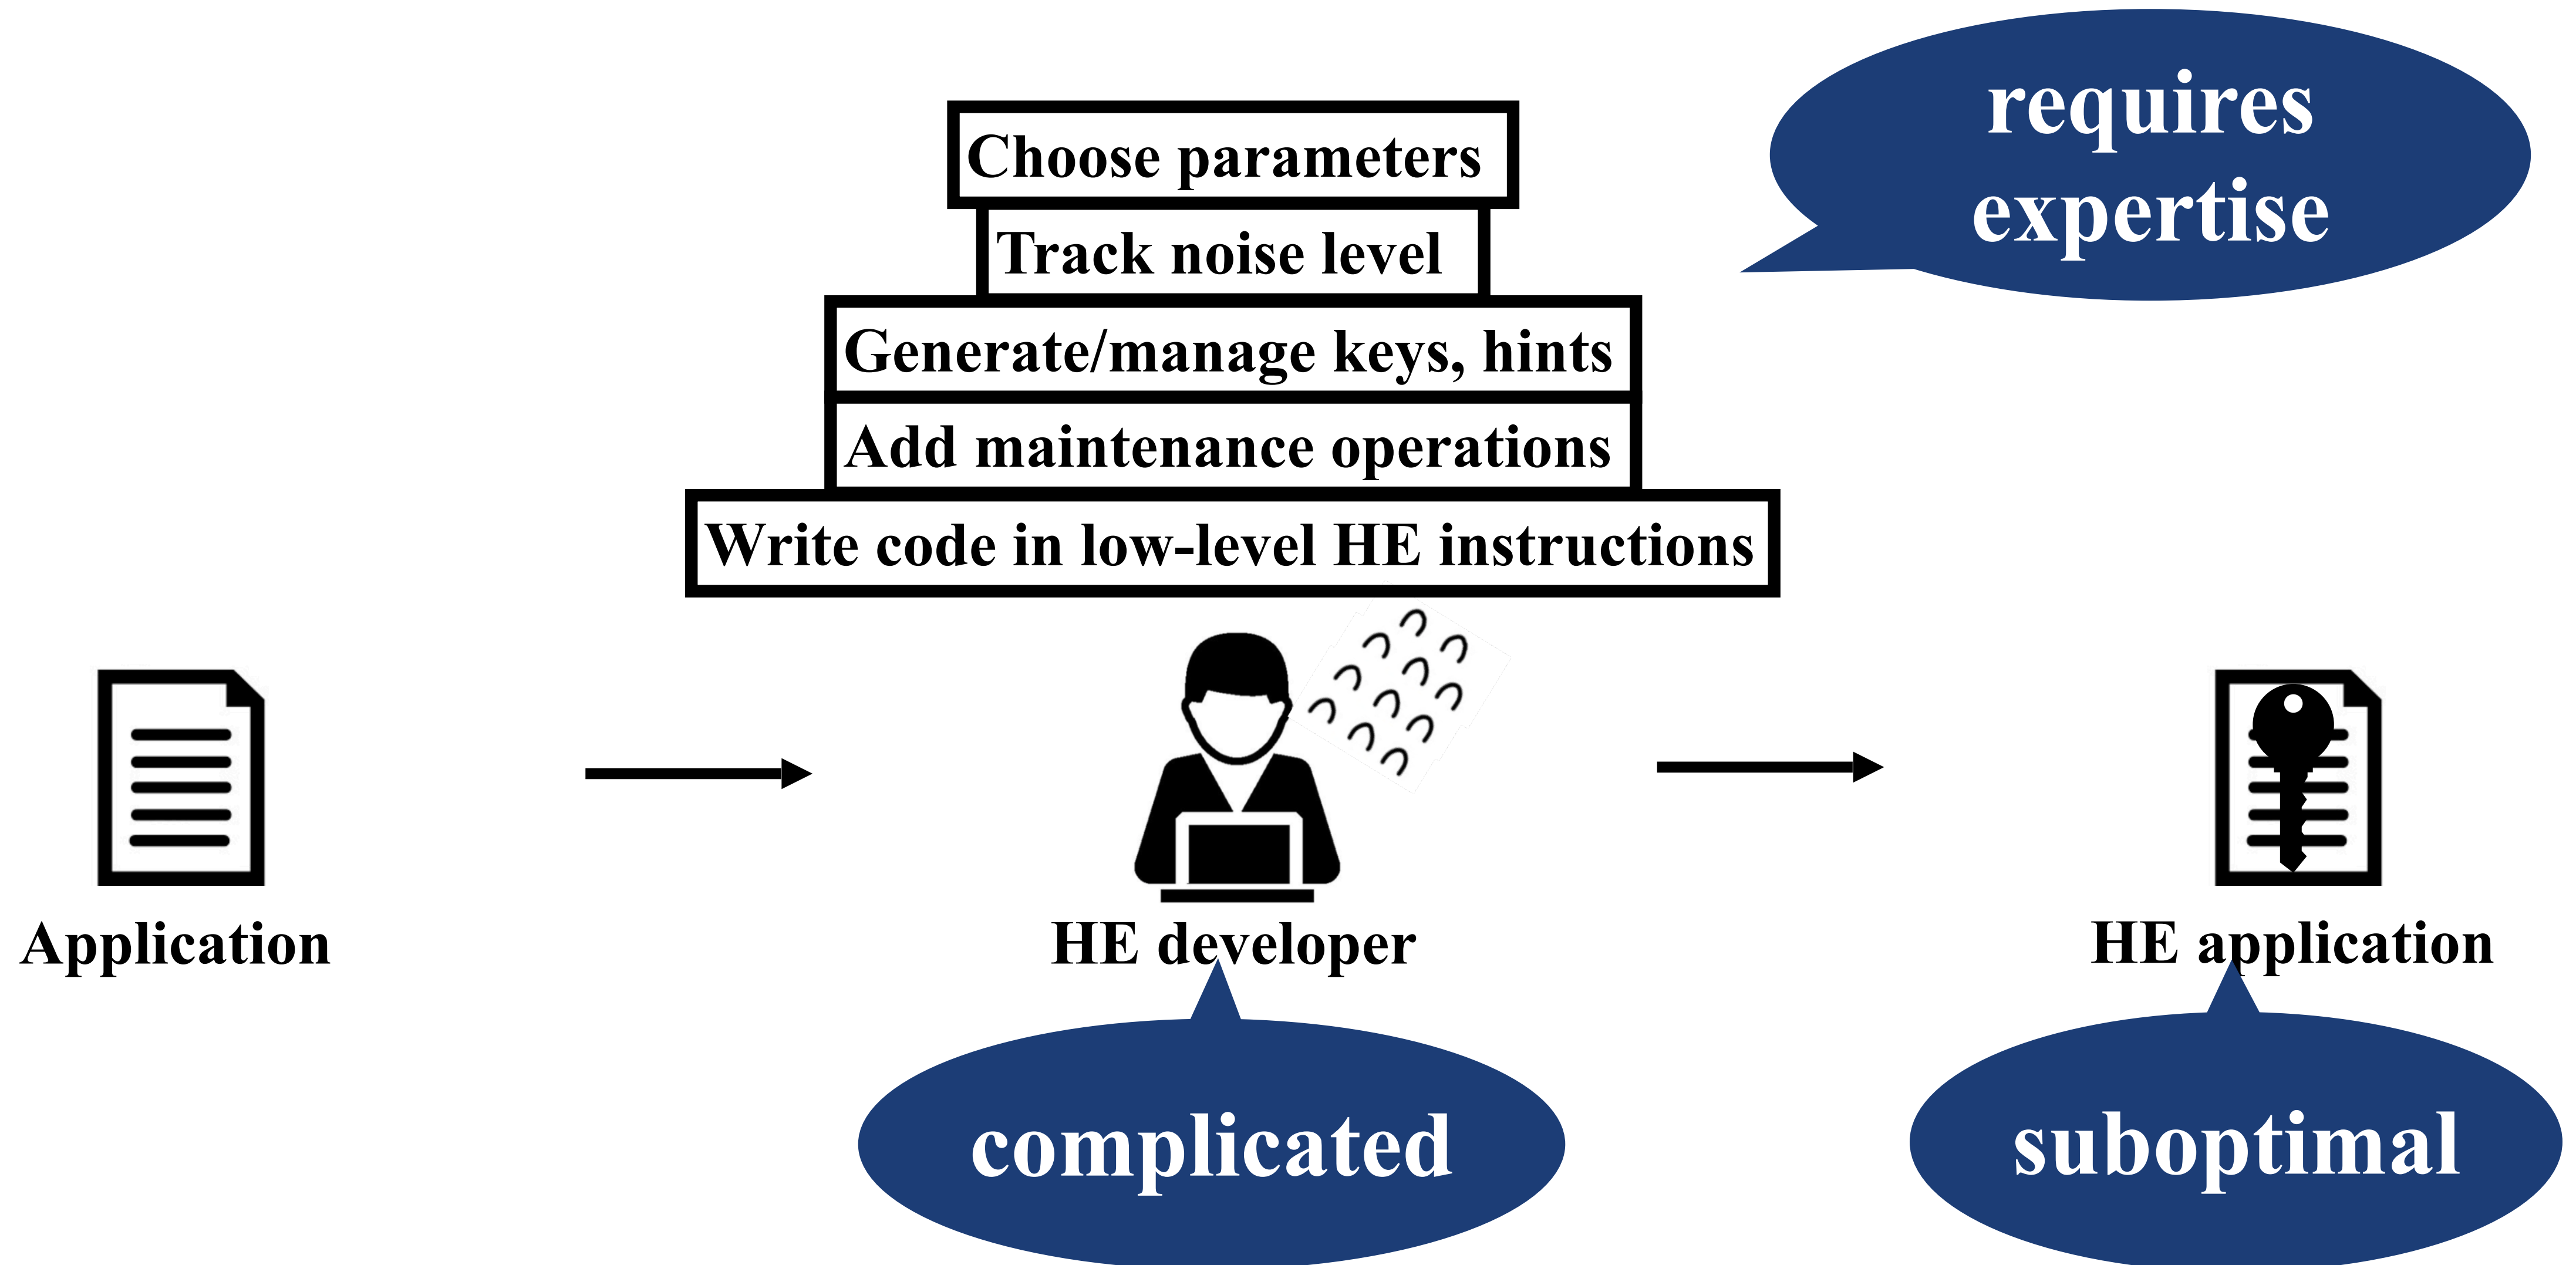 requires
expertise
Choose parameters
Track noise level
Generate/manage keys, hints
Add maintenance operations
Write code in low-level HE instructions
Application
HE developer
HE application
complicated
suboptimal